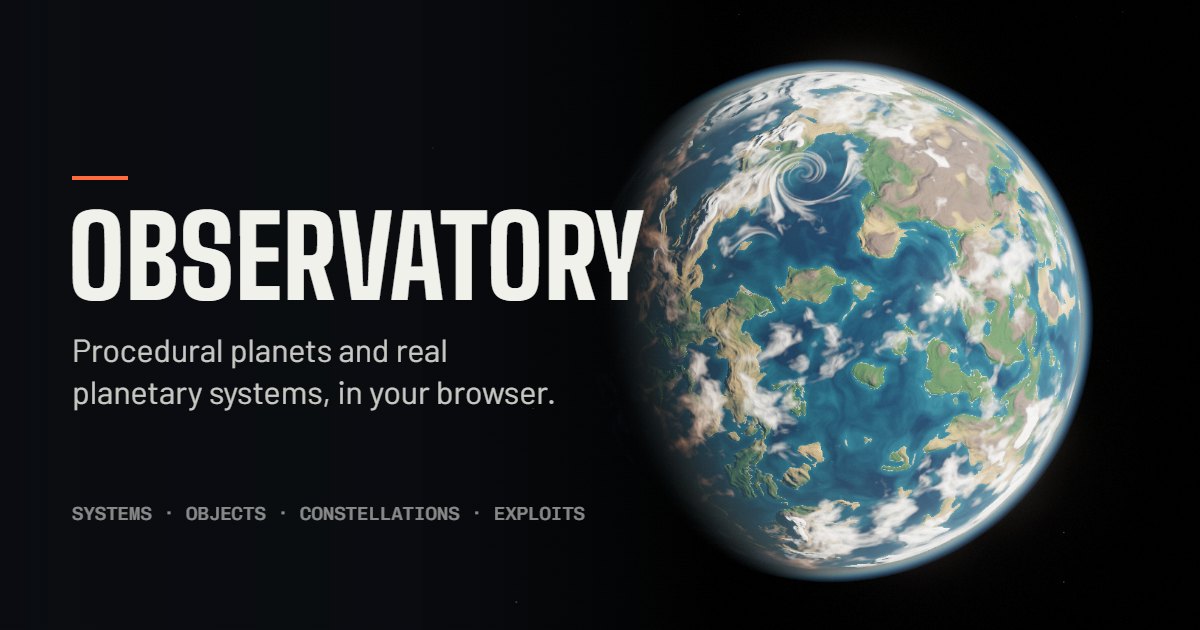 OBSERVATORY
Procedural planets and real
planetary systems, in your browser.
SYSTEMS · OBJECTS · CONSTELLATIONS · EXPLOITS